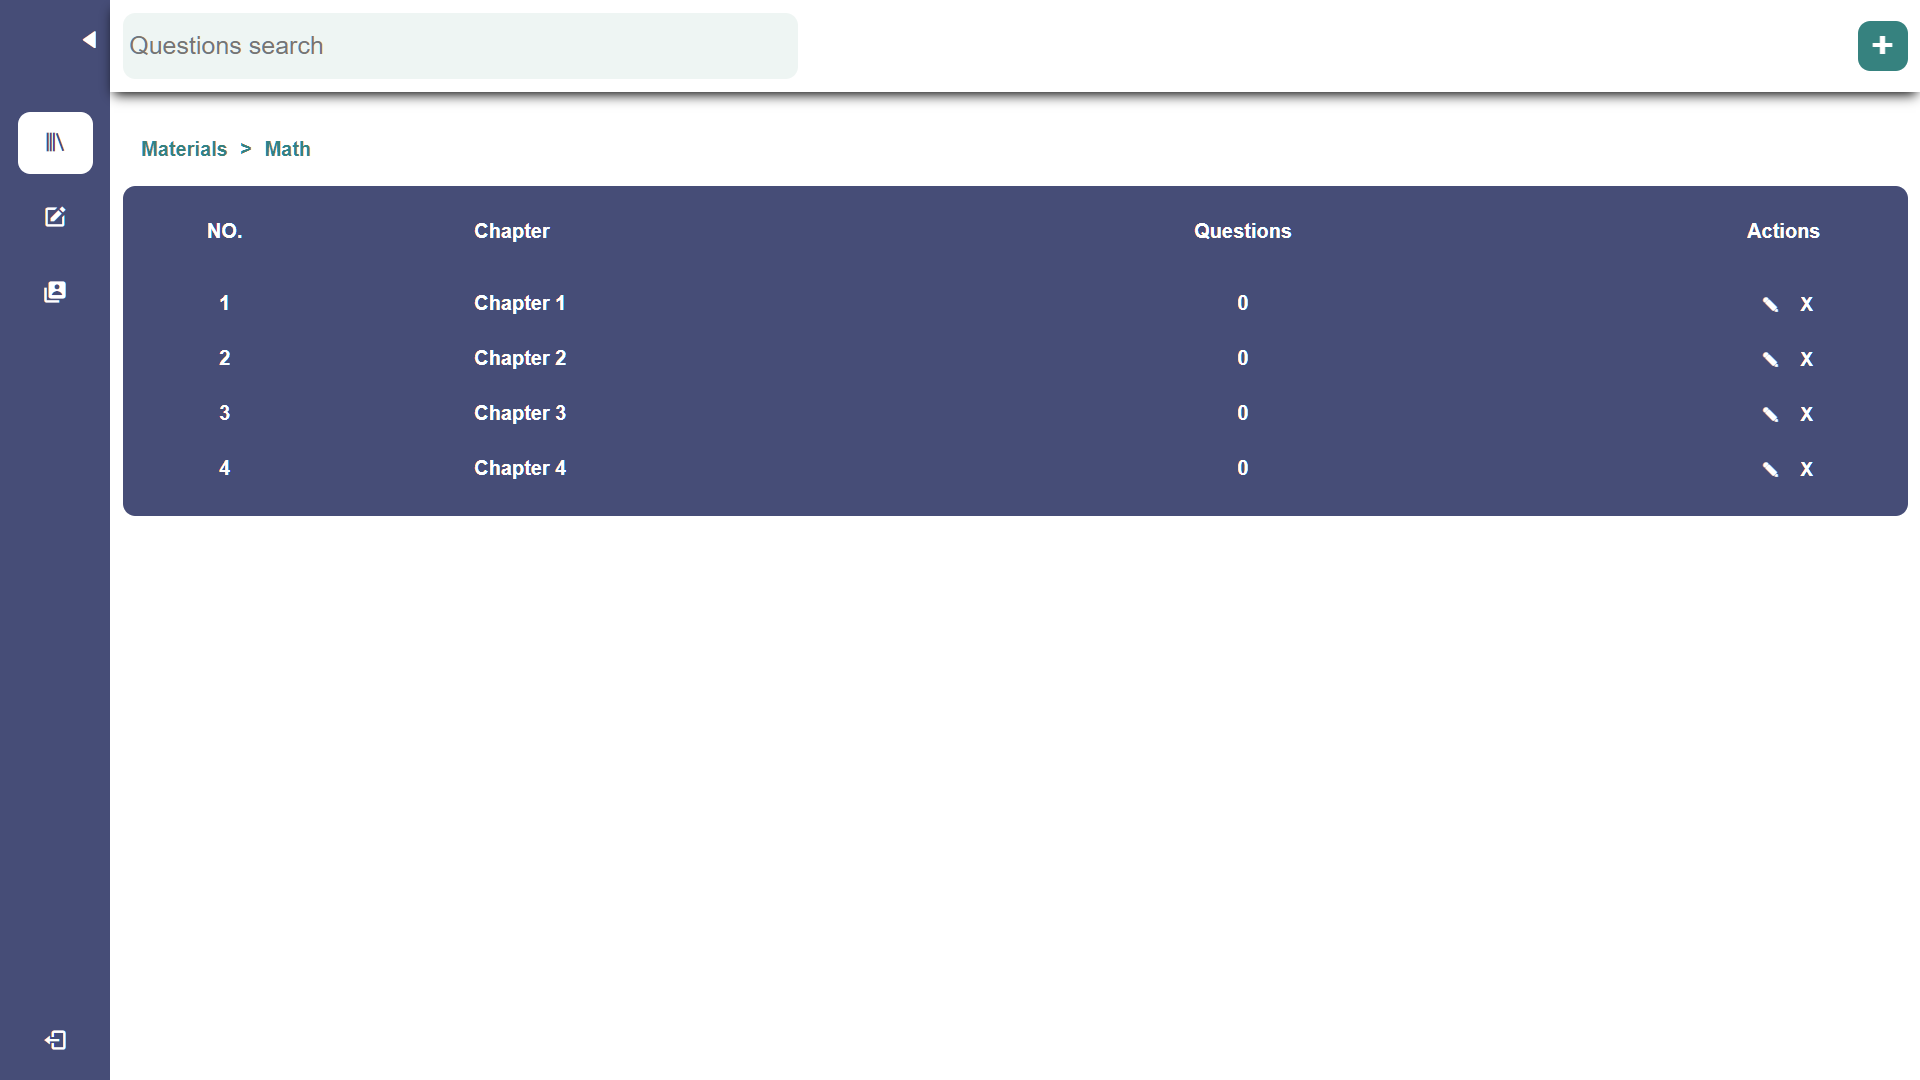 Questions search
+
Materials > Math
NO. Chapter Questions Actions
1 Chapter 1 0 X
2 Chapter 2 0 X
3 Chapter 3 0 X
4 Chapter 4 0 X